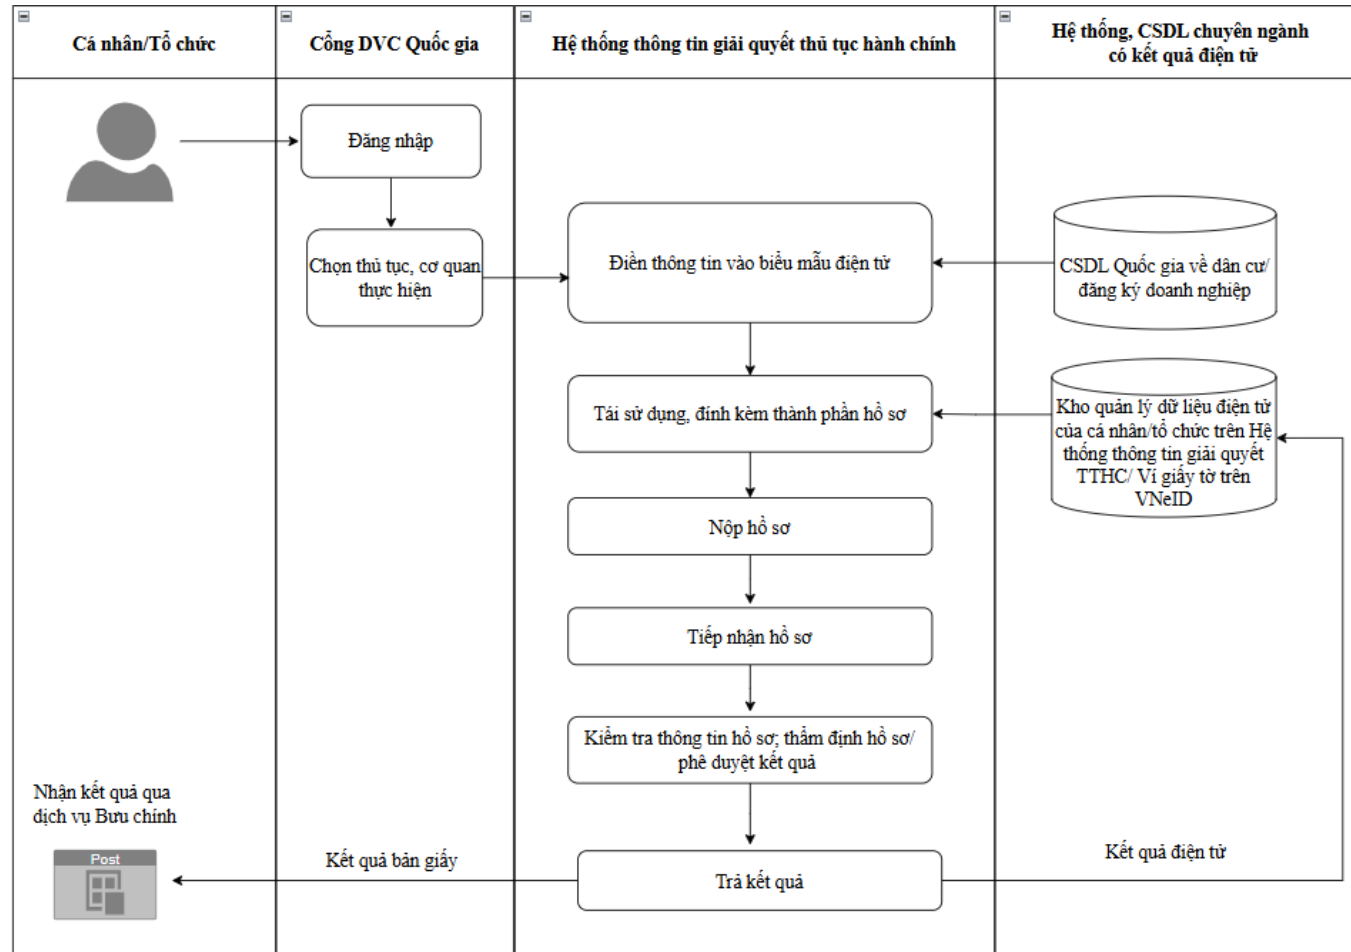 Cá nhân/Tổ chức
Cổng DVC Quốc gia
Hệ thống thông tin giải quyết thủ tục hành chính
Hệ thống, CSDL chuyên ngành
có kết quả điện tử
Đăng nhập
Chọn thủ tục, cơ quan
thực hiện
Điền thông tin vào biểu mẫu điện tử
CSDL Quốc gia về dân cư/
đăng ký doanh nghiệp
Tái sử dụng, đính kèm thành phần hồ sơ
Kho quản lý dữ liệu điện tử
của cá nhân/tổ chức trên Hệ
thống thông tin giải quyết
TTHC/ Ví giấy tờ trên
VNeID
Nộp hồ sơ
Tiếp nhận hồ sơ
Kiểm tra thông tin hồ sơ; thẩm định hồ sơ/
phê duyệt kết quả
Nhận kết quả qua
dịch vụ Bưu chính
Post
Kết quả bản giấy
Trả kết quả
Kết quả điện tử